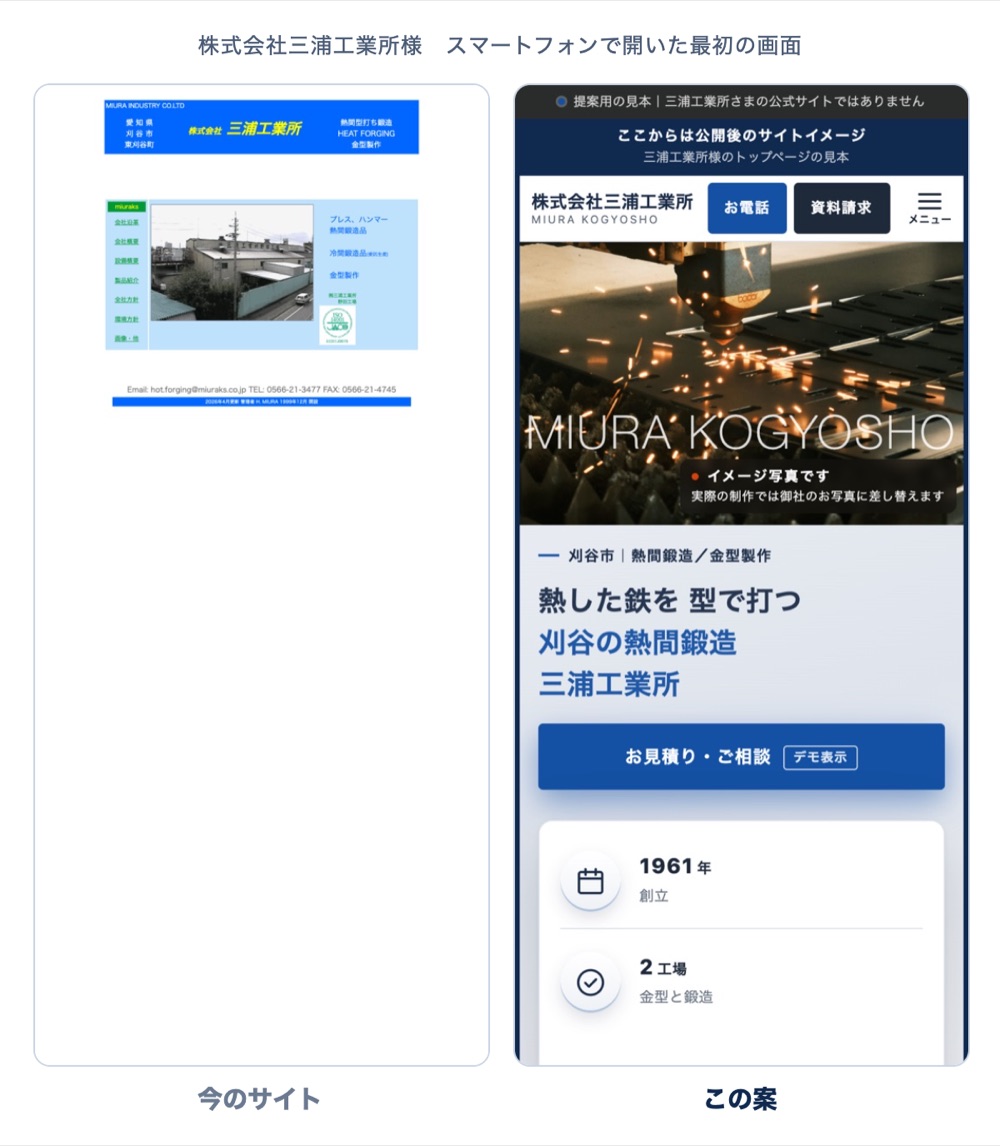 株式会社三浦工業所様　スマートフォンで開いた最初の画面
MIURA INDUSTRY CO.LTD
愛 知 県
刈 谷 市
東刈谷町
株式会社 三浦工業所
熱間型打ち鍛造
HEAT FORGING
金型製作
miuraks
会社沿革
会社概要
設備概要
製品紹介
会社方針
環境方針
画像・他
プレス、ハンマー
熱間鍛造品
冷間鍛造品
金型製作
ISO
Email: hot.forging@miuraks.co.jp TEL: 0566-21-3477 FAX: 0566-21-4745
今のサイト
提案用の見本｜三浦工業所さまの公式サイトではありません
ここからは公開後のサイトイメージ
三浦工業所様のトップページの見本
株式会社三浦工業所
MIURA KOGYOSHO
お電話
資料請求
メニュー
MIURA KOGYOSHO
イメージ写真です
実際の制作では御社のお写真に差し替えます
刈谷市｜熱間鍛造／金型製作
熱した鉄を 型で打つ
刈谷の熱間鍛造
三浦工業所
お見積り・ご相談 デモ表示
1961年
創立
2工場
金型と鍛造
この案